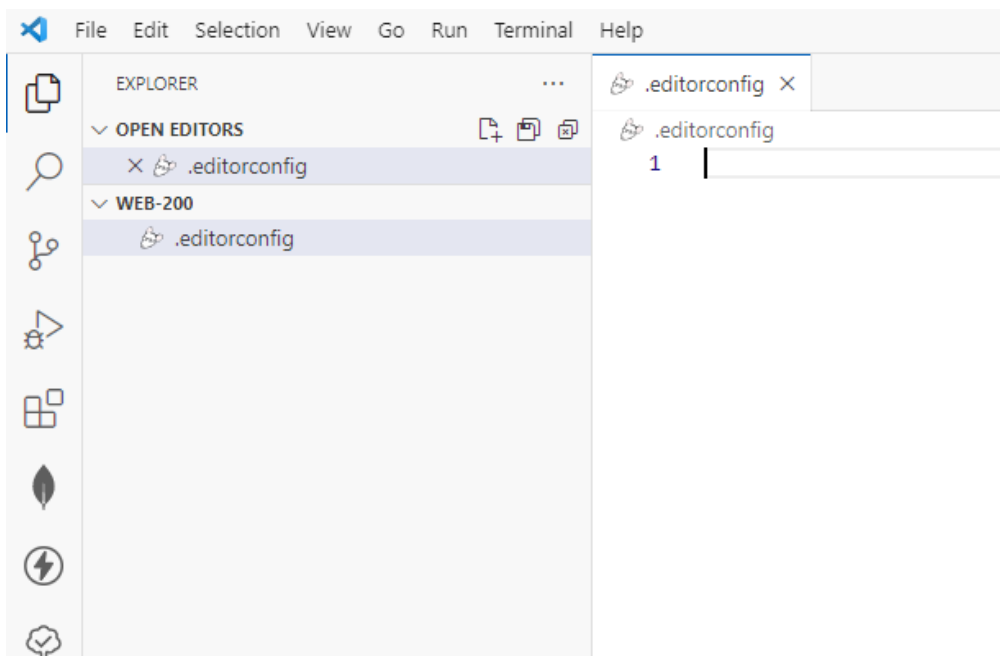 File Edit Selection View Go Run Terminal Help
EXPLORER
OPEN EDITORS
.editorconfig
WEB-200
.editorconfig
.editorconfig
.editorconfig
1